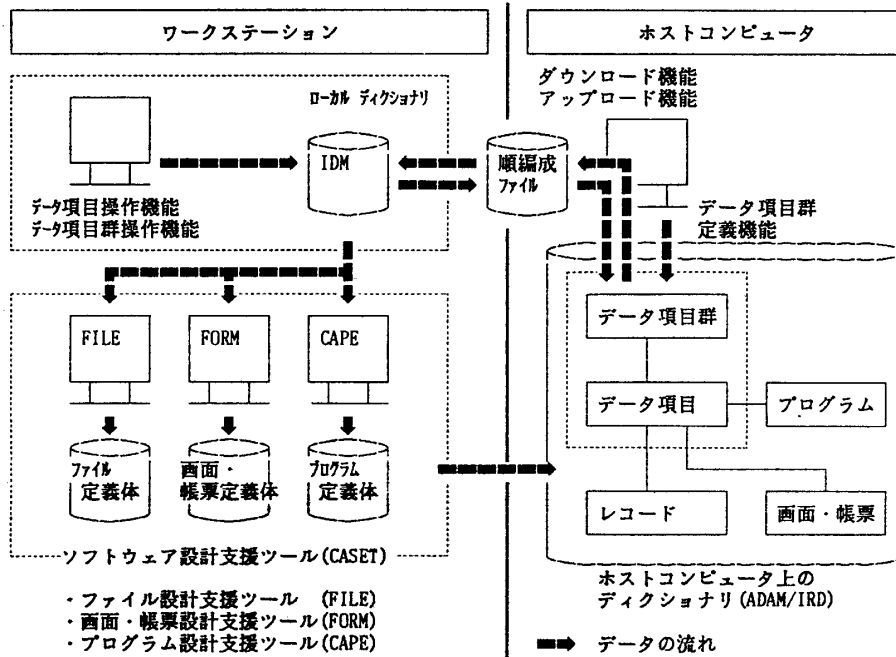 ワークステーション
ホストコンピュータ
ローカル ディクショナリ
IDM
データ項目操作機能
データ項目群操作機能
順編成
ファイル
ダウンロード機能
アップロード機能
データ項目群
定義機能
FILE
FORM
CAPE
ファイル
定義体
画面・
帳票定義体
プログラム
定義体
ソフトウェア設計支援ツール(CASET)
・ファイル設計支援ツール (FILE)
・画面・帳票設計支援ツール(FORM)
・プログラム設計支援ツール(CAPE)
データ項目群
データ項目
プログラム
レコード
画面・帳票
ホストコンピュータ上の
ディクショナリ(ADAM/IRD)
データの流れ